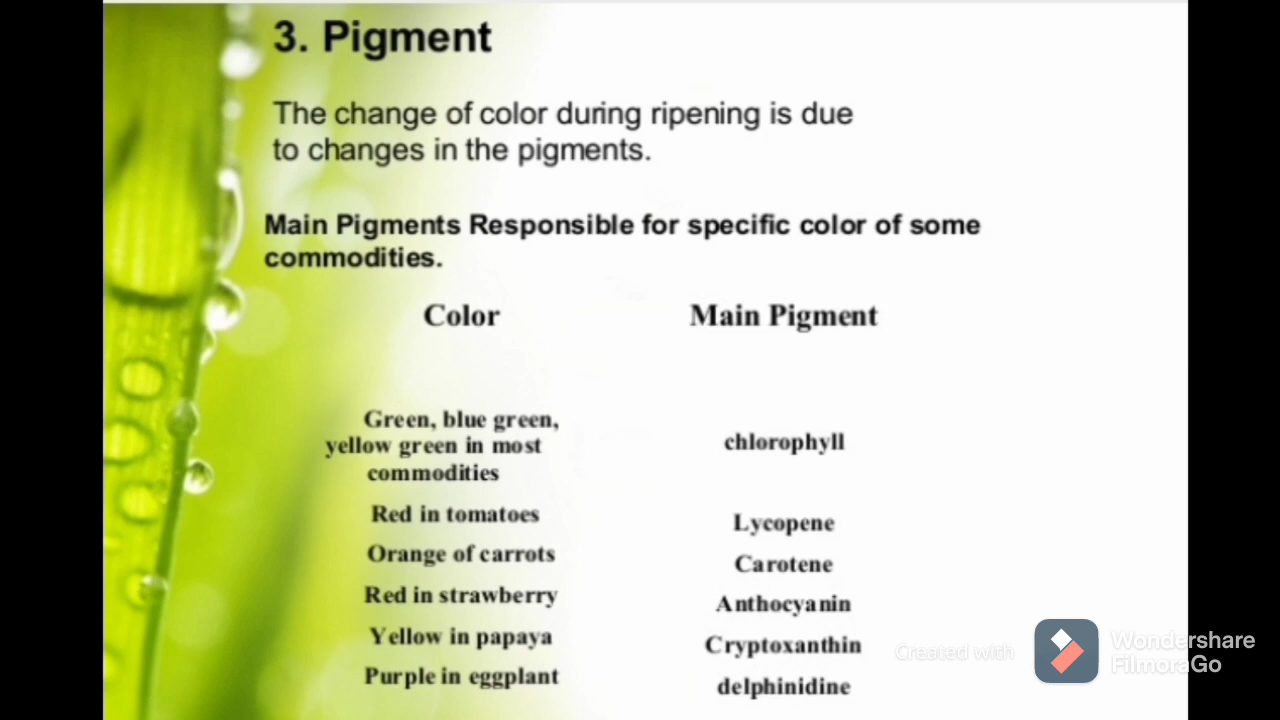 3. Pigment
The change of color during ripening is due
to changes in the pigments.
Main Pigments Responsible for specific color of some
commodities.
Color Main Pigment
Green, blue green,
yellow green in most chlorophyll
commodities
Red in tomatoes Lycopene
Orange of carrots Carotene
Red in strawberry Anthocyanin
Yellow in papaya Cryptoxanthin
Purple in eggplant delphinidine
Created with Wondershare
FilmoraGo